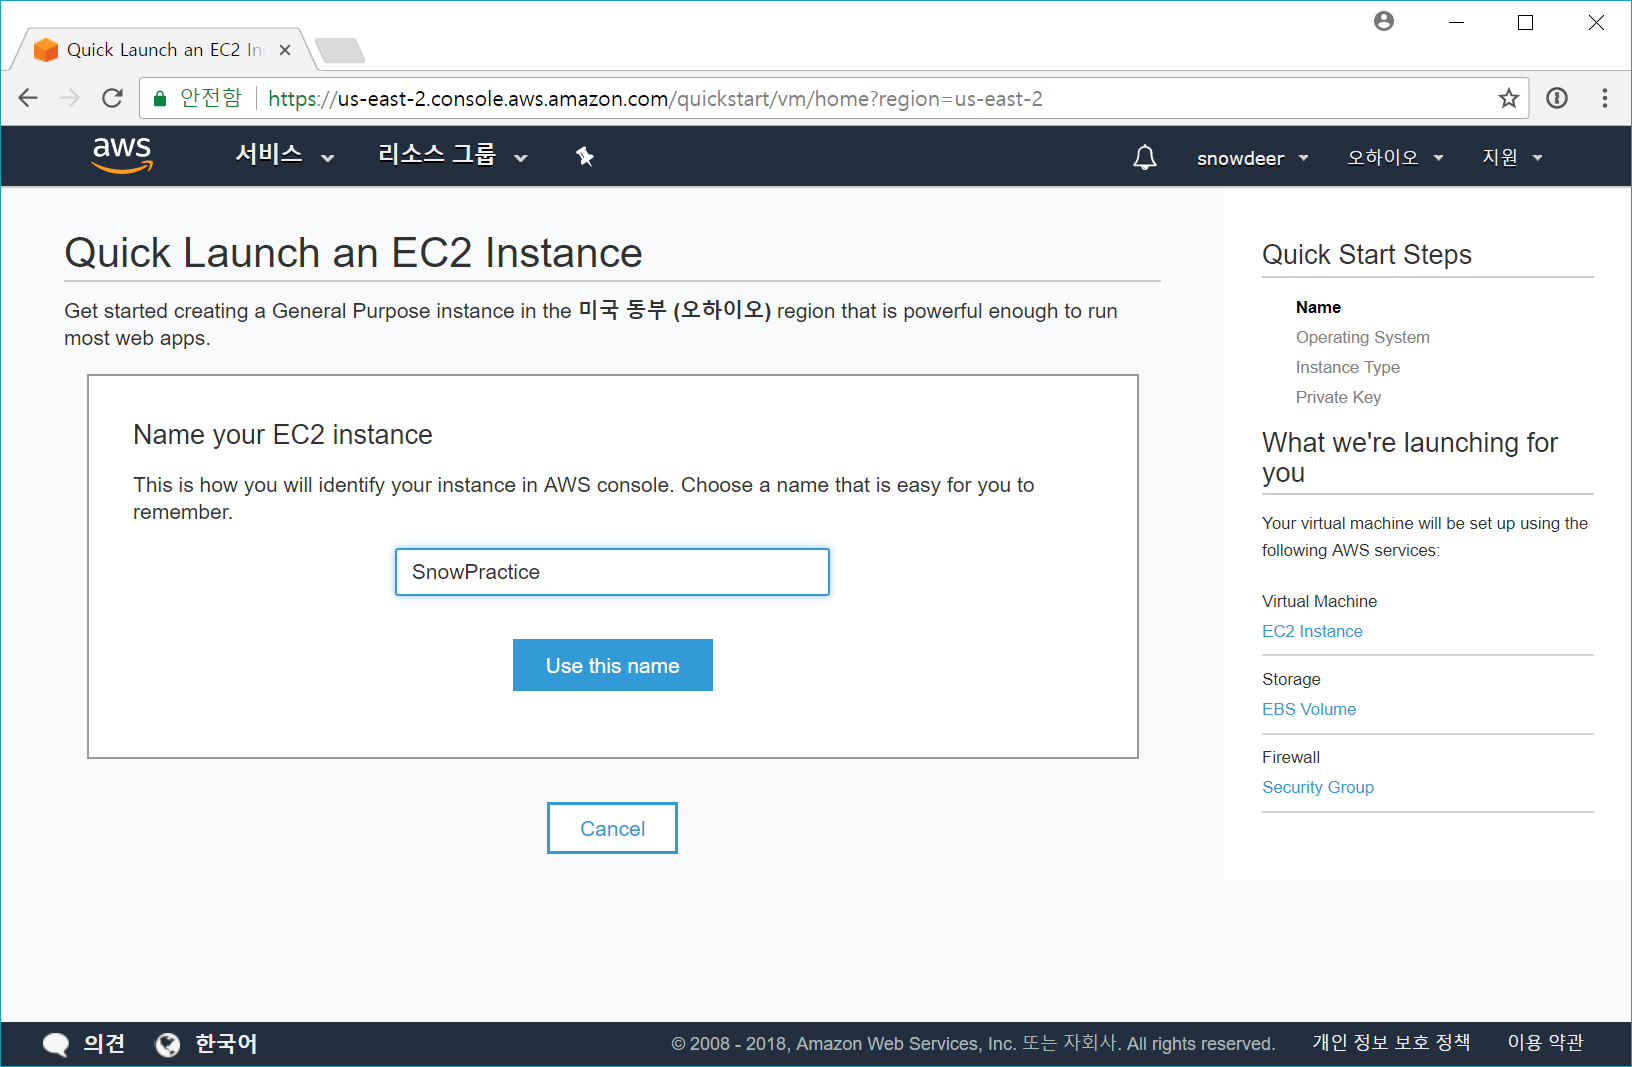 Quick Launch an EC2 In
안전함 https://us-east-2.console.aws.amazon.com/quickstart/vm/home?region=us-east-2
aws 서비스 리소스 그룹 snowdeer 오하이오 지원
Quick Launch an EC2 Instance
Get started creating a General Purpose instance in the 미국 동부 (오하이오) region that is powerful enough to run
most web apps.
Name your EC2 instance
This is how you will identify your instance in AWS console. Choose a name that is easy for you to
remember.
SnowPractice
Use this name
Cancel
Quick Start Steps
Name
Operating System
Instance Type
Private Key
What we're launching for
you
Your virtual machine will be set up using the
following AWS services:
Virtual Machine
EC2 Instance
Storage
EBS Volume
Firewall
Security Group
의견 한국어 © 2008 - 2018, Amazon Web Services, Inc. 또는 자회사. All rights reserved. 개인 정보 보호 정책 이용 약관